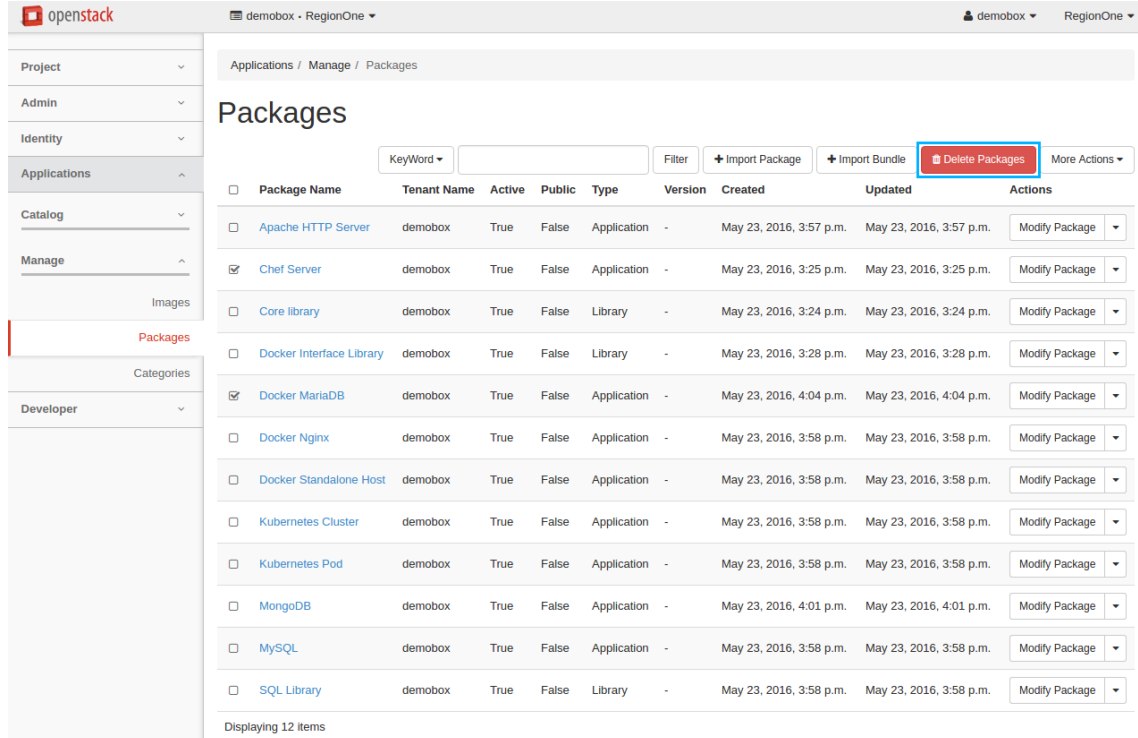 openstack demobox • RegionOne demobox RegionOne
Project
Admin
Identity
Applications
Catalog
Manage
Images
Packages
Categories
Developer
Applications / Manage / Packages
Packages
KeyWord Filter Import Package Import Bundle Delete Packages More Actions
Package Name Tenant Name Active Public Type Version Created Updated Actions
Apache HTTP Server demobox True False Application - May 23, 2016, 3:57 p.m. May 23, 2016, 3:57 p.m. Modify Package
Chef Server demobox True False Application - May 23, 2016, 3:25 p.m. May 23, 2016, 3:25 p.m. Modify Package
Core library demobox True False Library - May 23, 2016, 3:24 p.m. May 23, 2016, 3:24 p.m. Modify Package
Docker Interface Library demobox True False Library - May 23, 2016, 3:28 p.m. May 23, 2016, 3:28 p.m. Modify Package
Docker MariaDB demobox True False Application - May 23, 2016, 4:04 p.m. May 23, 2016, 4:04 p.m. Modify Package
Docker Nginx demobox True False Application - May 23, 2016, 3:58 p.m. May 23, 2016, 3:58 p.m. Modify Package
Docker Standalone Host demobox True False Application - May 23, 2016, 3:58 p.m. May 23, 2016, 3:58 p.m. Modify Package
Kubernetes Cluster demobox True False Application - May 23, 2016, 3:58 p.m. May 23, 2016, 3:58 p.m. Modify Package
Kubernetes Pod demobox True False Application - May 23, 2016, 3:58 p.m. May 23, 2016, 3:58 p.m. Modify Package
MongoDB demobox True False Application - May 23, 2016, 4:01 p.m. May 23, 2016, 4:01 p.m. Modify Package
MySQL demobox True False Application - May 23, 2016, 3:58 p.m. May 23, 2016, 3:58 p.m. Modify Package
SQL Library demobox True False Library - May 23, 2016, 3:58 p.m. May 23, 2016, 3:58 p.m. Modify Package
Displaying 12 items